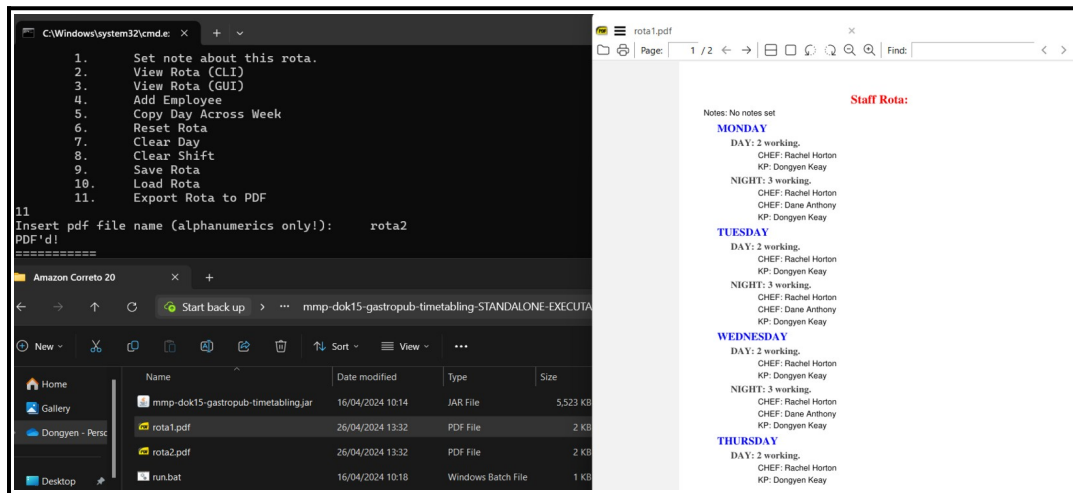 C:\Windows\system32\cmd.e:
1. Set note about this rota.
2. View Rota (CLI)
3. View Rota (GUI)
4. Add Employee
5. Copy Day Across Week
6. Reset Rota
7. Clear Day
8. Clear Shift
9. Save Rota
10. Load Rota
11. Export Rota to PDF
11
Insert pdf file name (alphanumerics only!): rota2
PDF'd!
===========
Amazon Correto 20
Start back up > ... mmp-dok15-gastropub-timetabling-STANDALONE-EXECUTA
New Sort View ...
Home
Gallery
Dongyen - Persc
Desktop
Name Date modified Type Size
mmp-dok15-gastropub-timetabling.jar 16/04/2024 10:14 JAR File 5,523 KB
rota1.pdf 26/04/2024 13:32 PDF File 2 KB
rota2.pdf 26/04/2024 13:32 PDF File 2 KB
run.bat 16/04/2024 10:18 Windows Batch File 1 KB
rota1.pdf
Page: 1 / 2 Find:
Staff Rota:
Notes: No notes set
MONDAY
DAY: 2 working.
CHEF: Rachel Horton
KP: Dongyen Keay
NIGHT: 3 working.
CHEF: Rachel Horton
CHEF: Dane Anthony
KP: Dongyen Keay
TUESDAY
DAY: 2 working.
CHEF: Rachel Horton
KP: Dongyen Keay
NIGHT: 3 working.
CHEF: Rachel Horton
CHEF: Dane Anthony
KP: Dongyen Keay
WEDNESDAY
DAY: 2 working.
CHEF: Rachel Horton
KP: Dongyen Keay
NIGHT: 3 working.
CHEF: Rachel Horton
CHEF: Dane Anthony
KP: Dongyen Keay
THURSDAY
DAY: 2 working.
CHEF: Rachel Horton
KP: Dongyen Keay